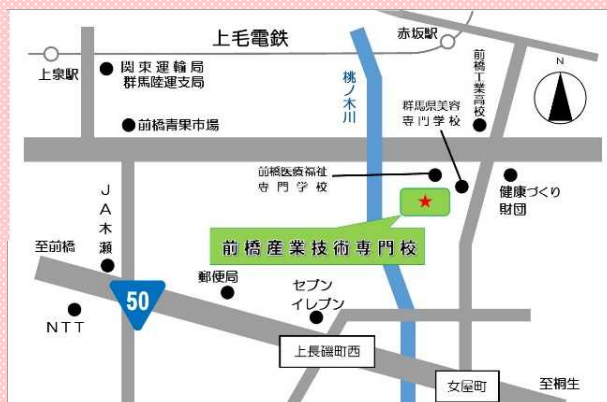 上毛電鉄
赤坂駅
N
上泉駅
関東運輸局
群馬陸運支局
桃ノ木川
前橋工業高校
群馬県美容
専門学校
前橋青果市場
前橋医療福祉
専門学校
健康づくり
財団
JA木瀬
前橋産業技術専門校
至前橋
郵便局
セブン
イレブン
50
NTT
上長磯町西
女屋町
至桐生